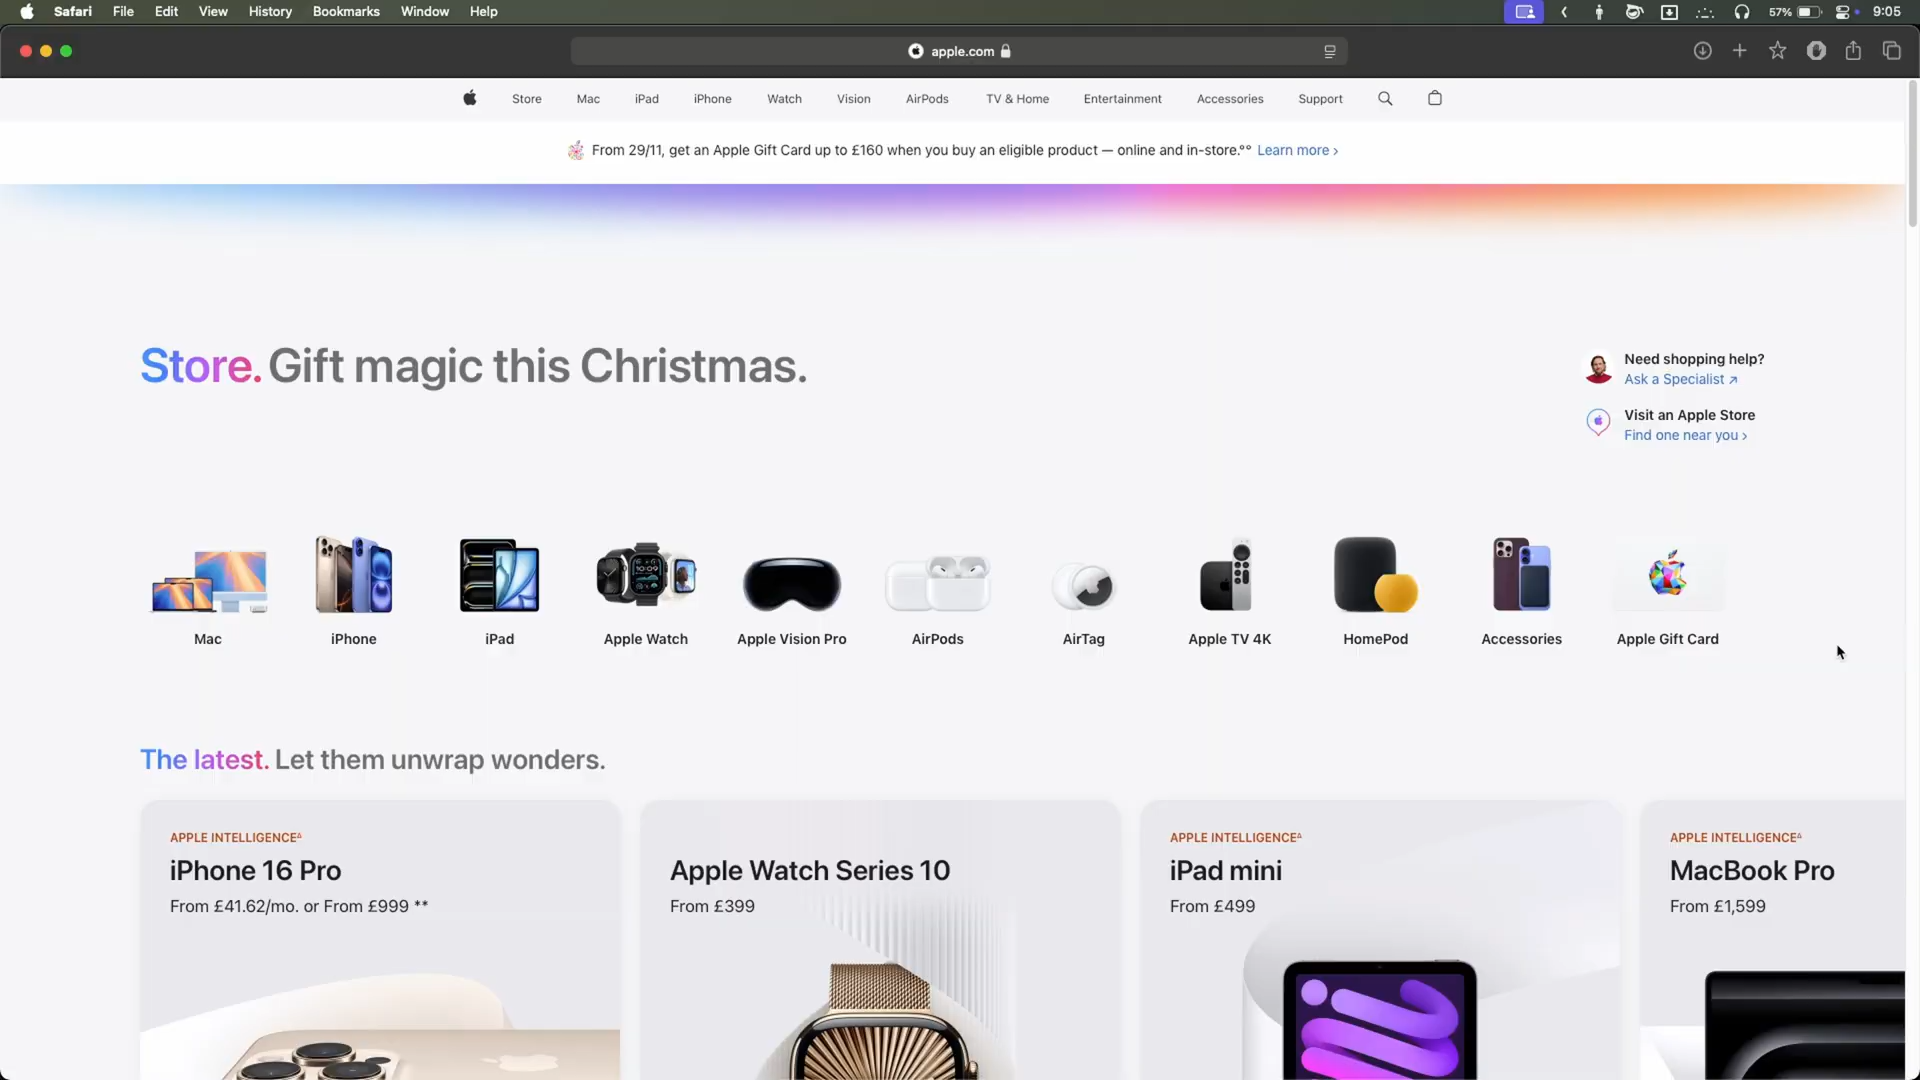 Safari File Edit View History Bookmarks Window Help 57% 9:05
apple.com
Store Mac iPad iPhone Watch Vision AirPods TV & Home Entertainment Accessories Support
From 29/11, get an Apple Gift Card up to £160 when you buy an eligible product — online and in-store.°° Learn more ›
Store. Gift magic this Christmas.
Need shopping help?
Ask a Specialist ↗
Visit an Apple Store
Find one near you ›
Mac iPhone iPad Apple Watch Apple Vision Pro AirPods AirTag Apple TV 4K HomePod Accessories Apple Gift Card
The latest. Let them unwrap wonders.
APPLE INTELLIGENCE∆
iPhone 16 Pro
From £41.62/mo. or From £999 **
Apple Watch Series 10
From £399
APPLE INTELLIGENCE∆
iPad mini
From £499
APPLE INTELLIGENCE∆
MacBook Pro
From £1,599